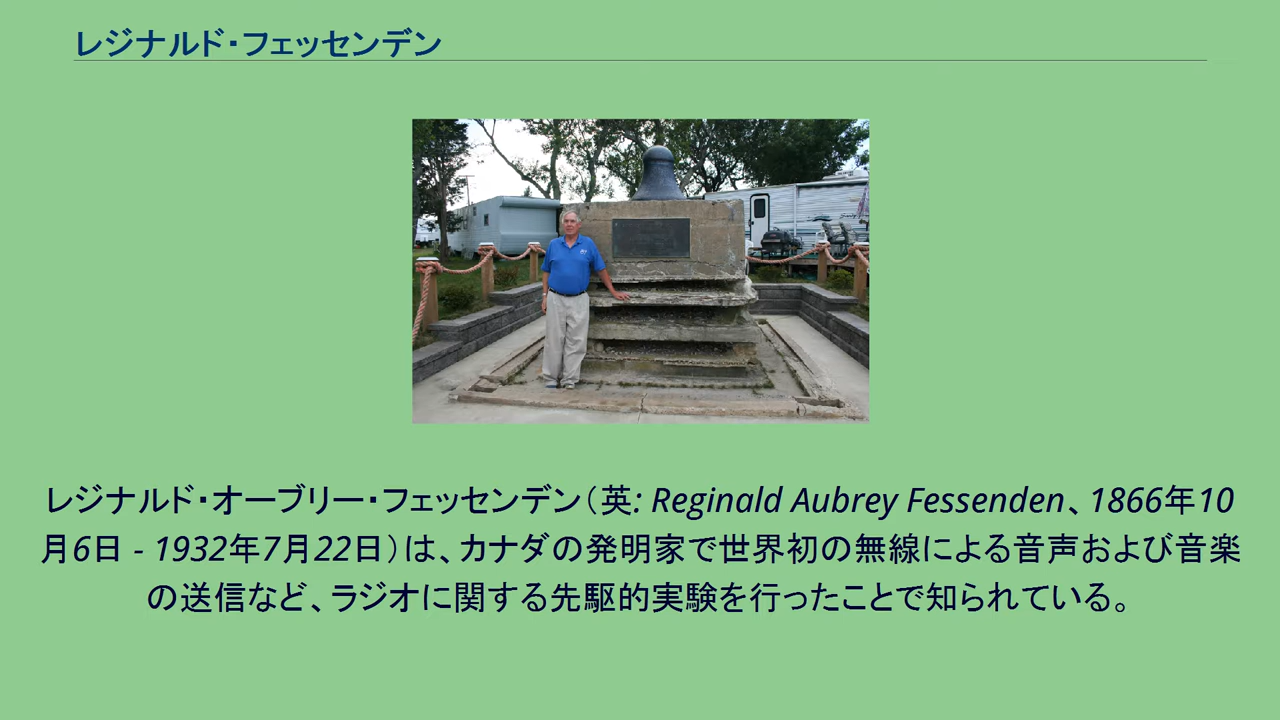 レジナルド・フェッセンデン
レジナルド・オーブリー・フェッセンデン（英: Reginald Aubrey Fessenden、1866年10
月6日 - 1932年7月22日）は、カナダの発明家で世界初の無線による音声および音楽
の送信など、ラジオに関する先駆的実験を行ったことで知られている。